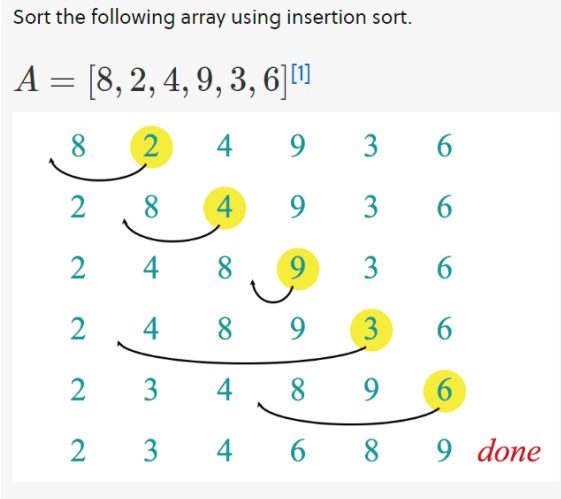 Sort the following array using insertion sort.
A = [8, 2, 4, 9, 3, 6][1]
8 2 4 9 3 6
2 8 4 9 3 6
2 4 8 9 3 6
2 4 8 9 3 6
2 3 4 8 9 6
2 3 4 6 8 9 done